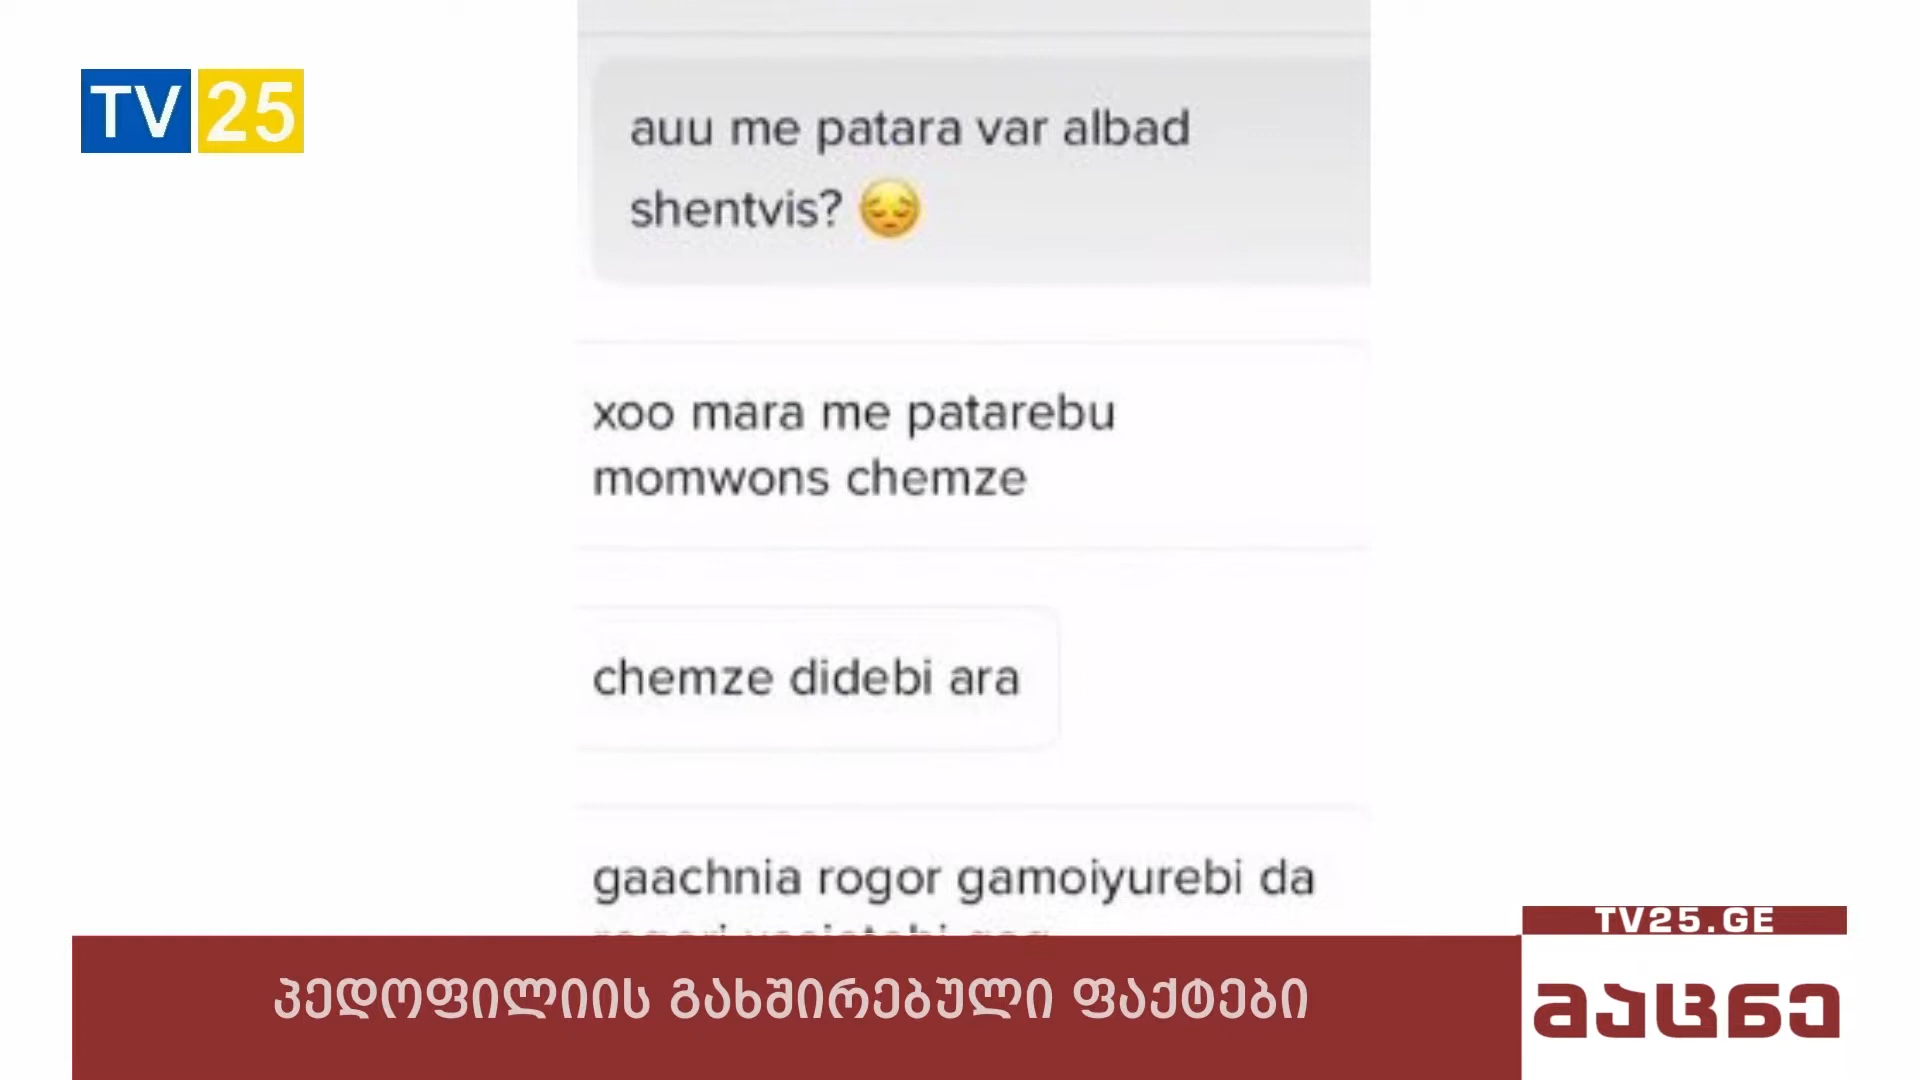 TV 25
auu me patara var albad
shentvis? 😔
xoo mara me patarebu
momwons chemze
chemze didebi ara
gaachnia rogor gamoiyurebi da
პედოფილიის გახშირებული ფაქტები
TV25.GE
მაცნე